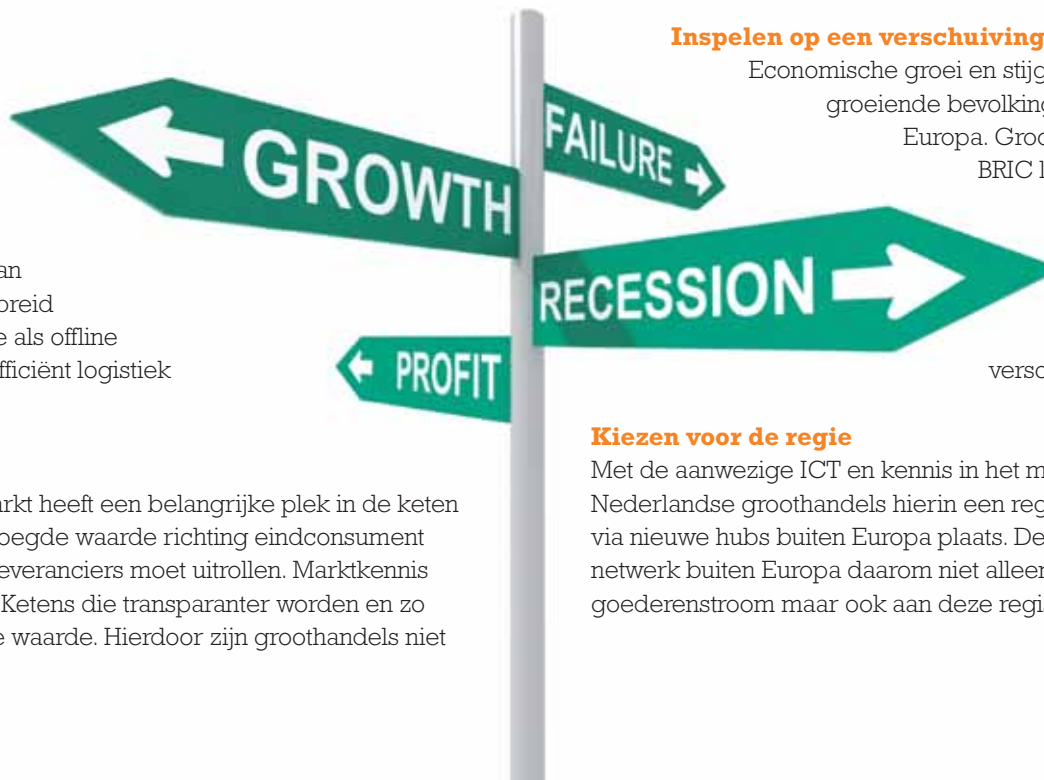 GROWTH
FAILURE
RECESSION
PROFIT
an
als offline
fficiënt logistiek
rkt heeft een belangrijke plek in de keten
oegde waarde richting eindconsument
everanciers moet uitrollen. Marktkennis
Ketens die transparanter worden en zo
e waarde. Hierdoor zijn groothandels niet
Inspelen op een verschuiving
Economische groei en stijg
groeiende bevolking
Europa. Groo
BRIC l
versc
Kiezen voor de regie
Met de aanwezige ICT en kennis in het m
Nederlandse groothandels hierin een reg
via nieuwe hubs buiten Europa plaats. De
netwerk buiten Europa daarom niet alleen
goederenstroom maar ook aan deze regi